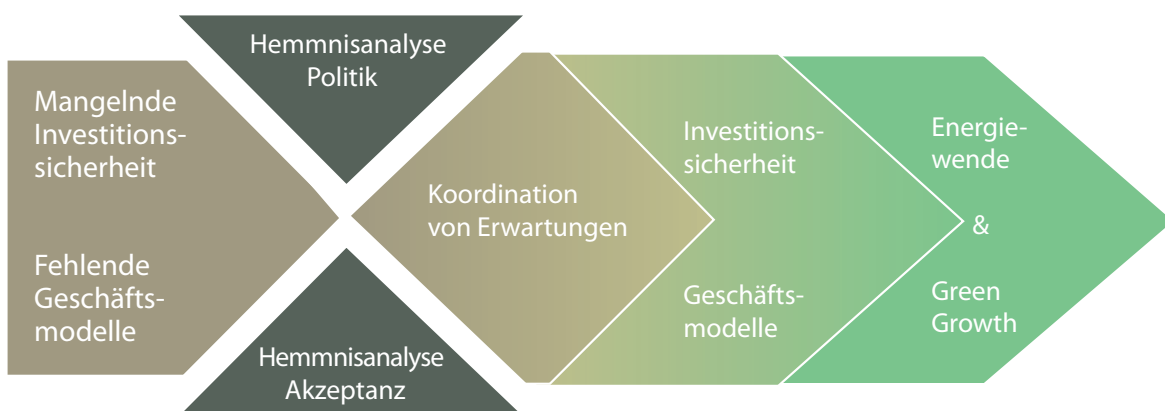 Mangelnde
Investitions-
sicherheit
Fehlende
Geschäfts-
modelle
Hemmnisanalyse
Politik
Hemmnisanalyse
Akzeptanz
Koordination
von Erwartungen
Investitions-
sicherheit
Geschäfts-
modelle
Energie-
wende
&
Green
Growth